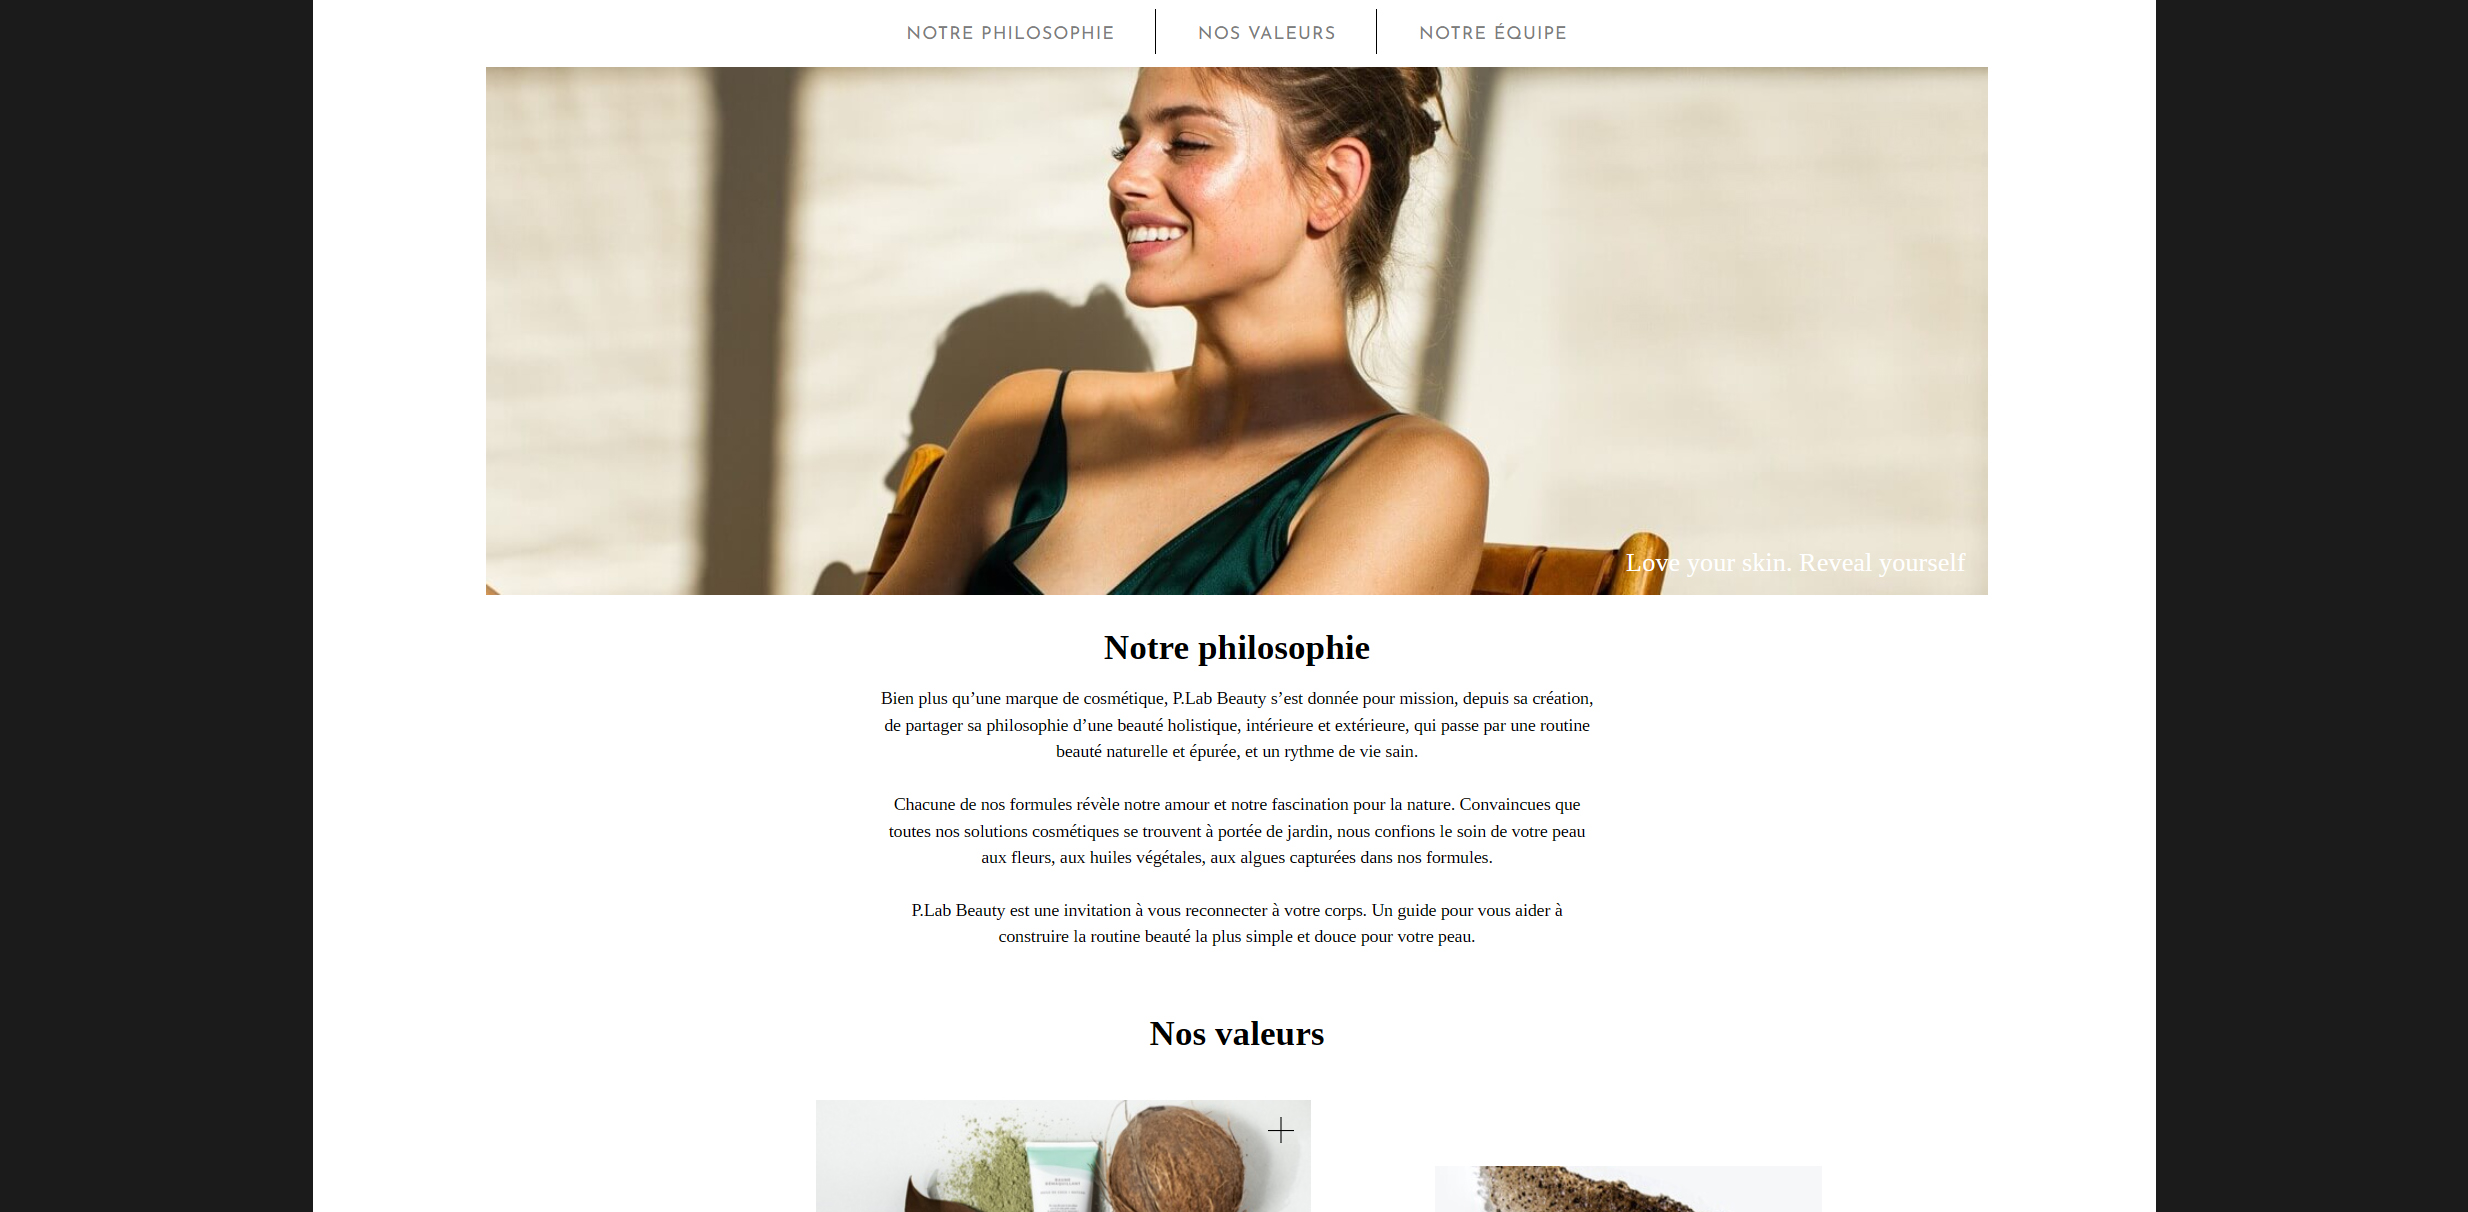 NOTRE PHILOSOPHIE
NOS VALEURS
NOTRE ÉQUIPE
Love your skin. Reveal yourself
Notre philosophie
Bien plus qu’une marque de cosmétique, P.Lab Beauty s’est donnée pour mission, depuis sa création,
de partager sa philosophie d’une beauté holistique, intérieure et extérieure, qui passe par une routine
beauté naturelle et épurée, et un rythme de vie sain.
Chacune de nos formules révèle notre amour et notre fascination pour la nature. Convaincues que
toutes nos solutions cosmétiques se trouvent à portée de jardin, nous confions le soin de votre peau
aux fleurs, aux huiles végétales, aux algues capturées dans nos formules.
P.Lab Beauty est une invitation à vous reconnecter à votre corps. Un guide pour vous aider à
construire la routine beauté la plus simple et douce pour votre peau.
Nos valeurs